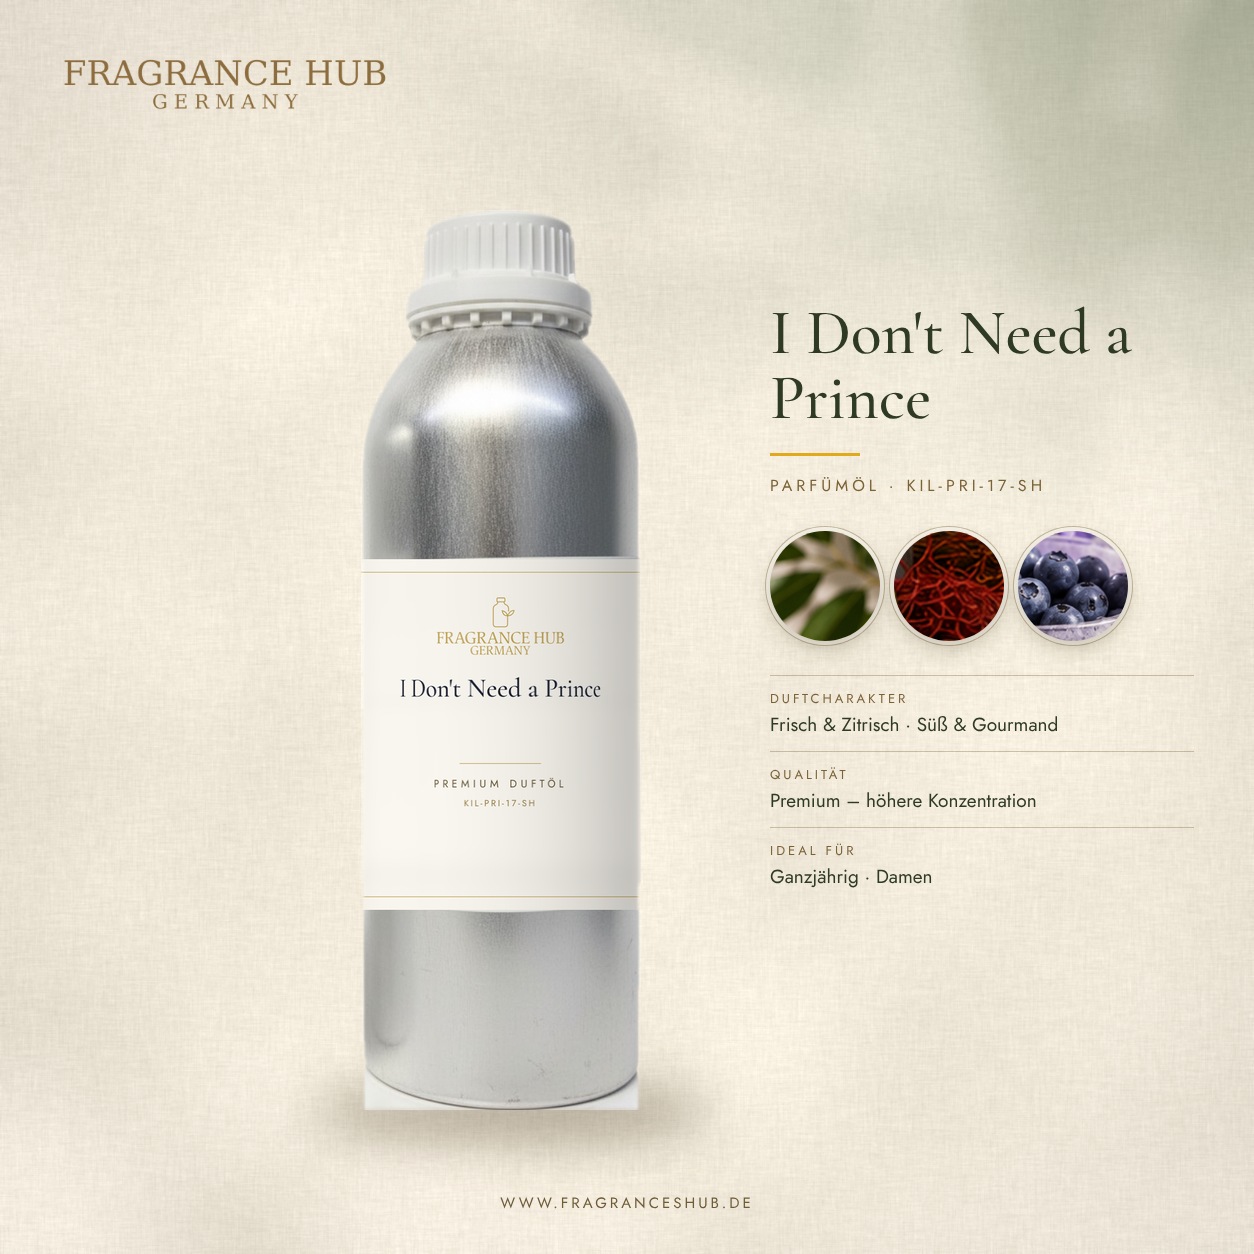 FRAGRANCE HUB
GERMANY
I Don't Need a
Prince
PARFÜMÖL · KIL-PRI-17-SH
FRAGRANCE HUB
GERMANY
I Don't Need a Prince
PREMIUM DUFTÖL
KIL-PRI-17-SH
DUFTCHARAKTER
Frisch & Zitrisch · Süß & Gourmand
QUALITÄT
Premium – höhere Konzentration
IDEAL FÜR
Ganzjährig · Damen
WWW.FRAGRANCESHUB.DE